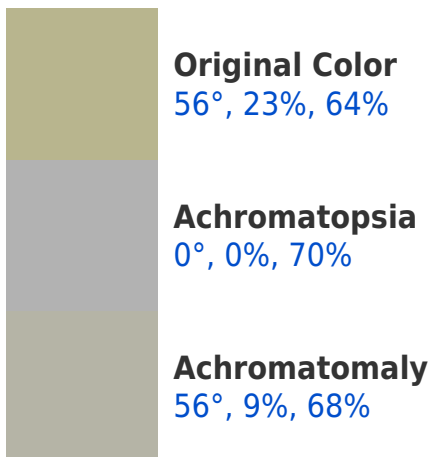 Original Color
56°, 23%, 64%
Achromatopsia
0°, 0%, 70%
Achromatomaly
56°, 9%, 68%